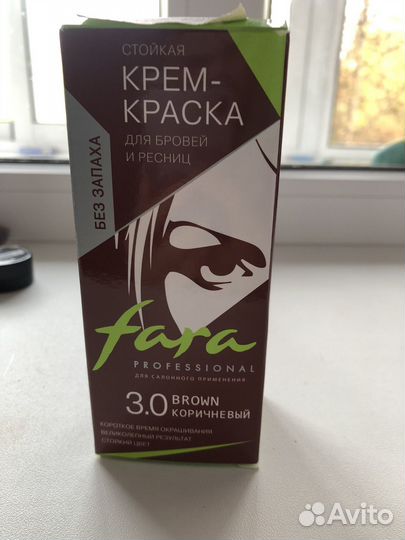 СТОЙКАЯ
КРЕМ-
КРАСКА
ДЛЯ БРОВЕЙ
И РЕСНИЦ
БЕЗ ЗАПАХА
fara
PROFESSIONAL
ДЛЯ САЛОННОГО ПРИМЕНЕНИЯ
3.0 BROWN
КОРИЧНЕВЫЙ
КОРОТКОЕ ВРЕМЯ ОКРАШИВАНИЯ
ВЕЛИКОЛЕПНЫЙ РЕЗУЛЬТАТ
СТОЙКИЙ ЦВЕТ
Avito